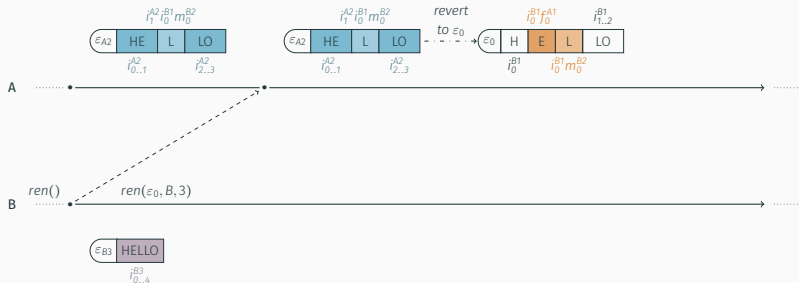 i₁^A2 i₀^B1 m₀^B2
ε_A2 HE L LO
i₀..₁^A2 i₂..₃^A2
i₁^A2 i₀^B1 m₀^B2
ε_A2 HE L LO
i₀..₁^A2 i₂..₃^A2
revert
to ε₀
i₀^B1 f₀^A1 i₁..₂^B1
ε₀ H E L LO
i₀^B1 i₀^B1 m₀^B2
A
ren() ren(ε₀, B, 3)
B
ε_B3 HELLO
i₀..₄^B3